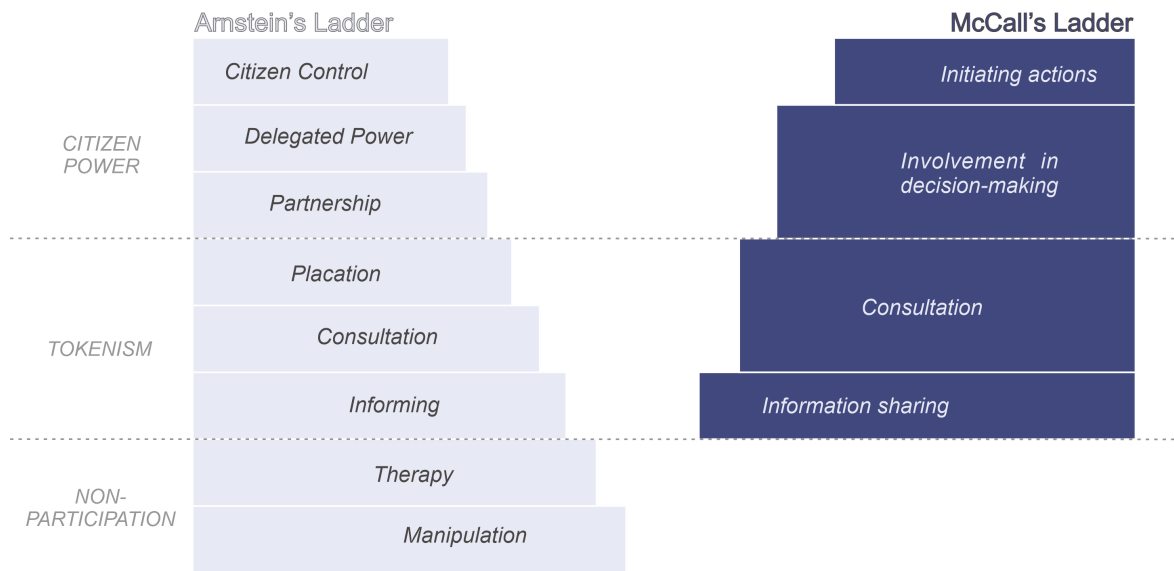 Arnstein's Ladder
McCall's Ladder
Citizen Control
Initiating actions
CITIZEN
POWER
Delegated Power
Involvement in
decision-making
Partnership
Placation
TOKENISM
Consultation
Consultation
Informing
Information sharing
NON-
PARTICIPATION
Therapy
Manipulation